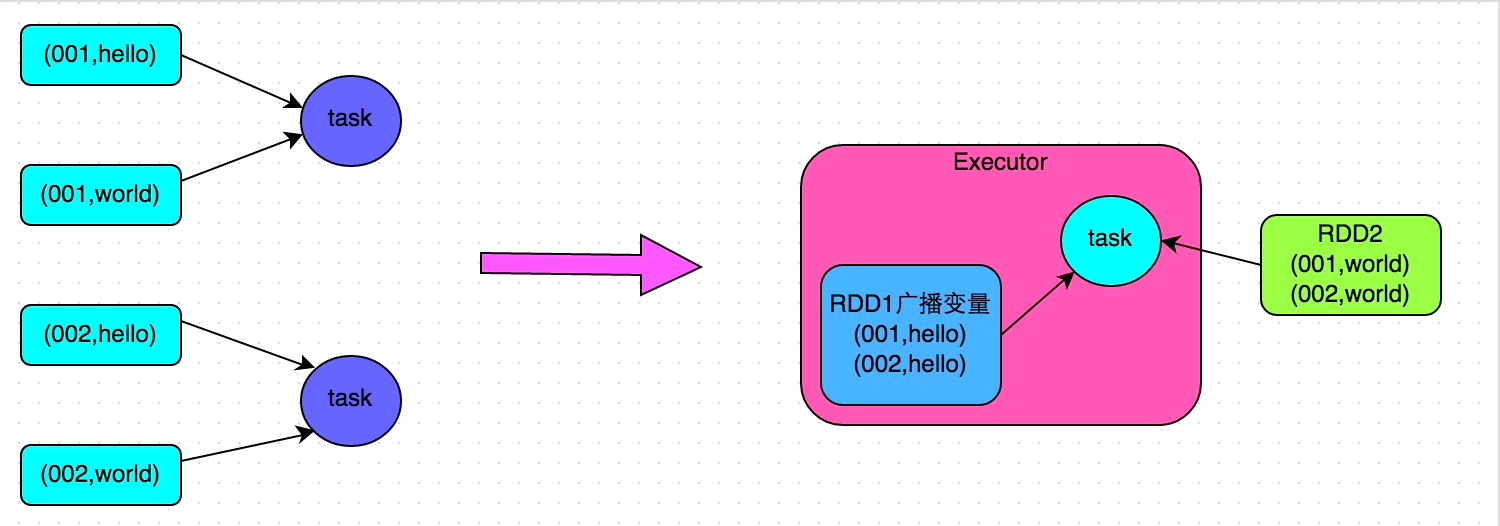 (001,hello)
task
(001,world)
(002,hello)
task
(002,world)
Executor
task
RDD1广播变量
(001,hello)
(002,hello)
RDD2
(001,world)
(002,world)